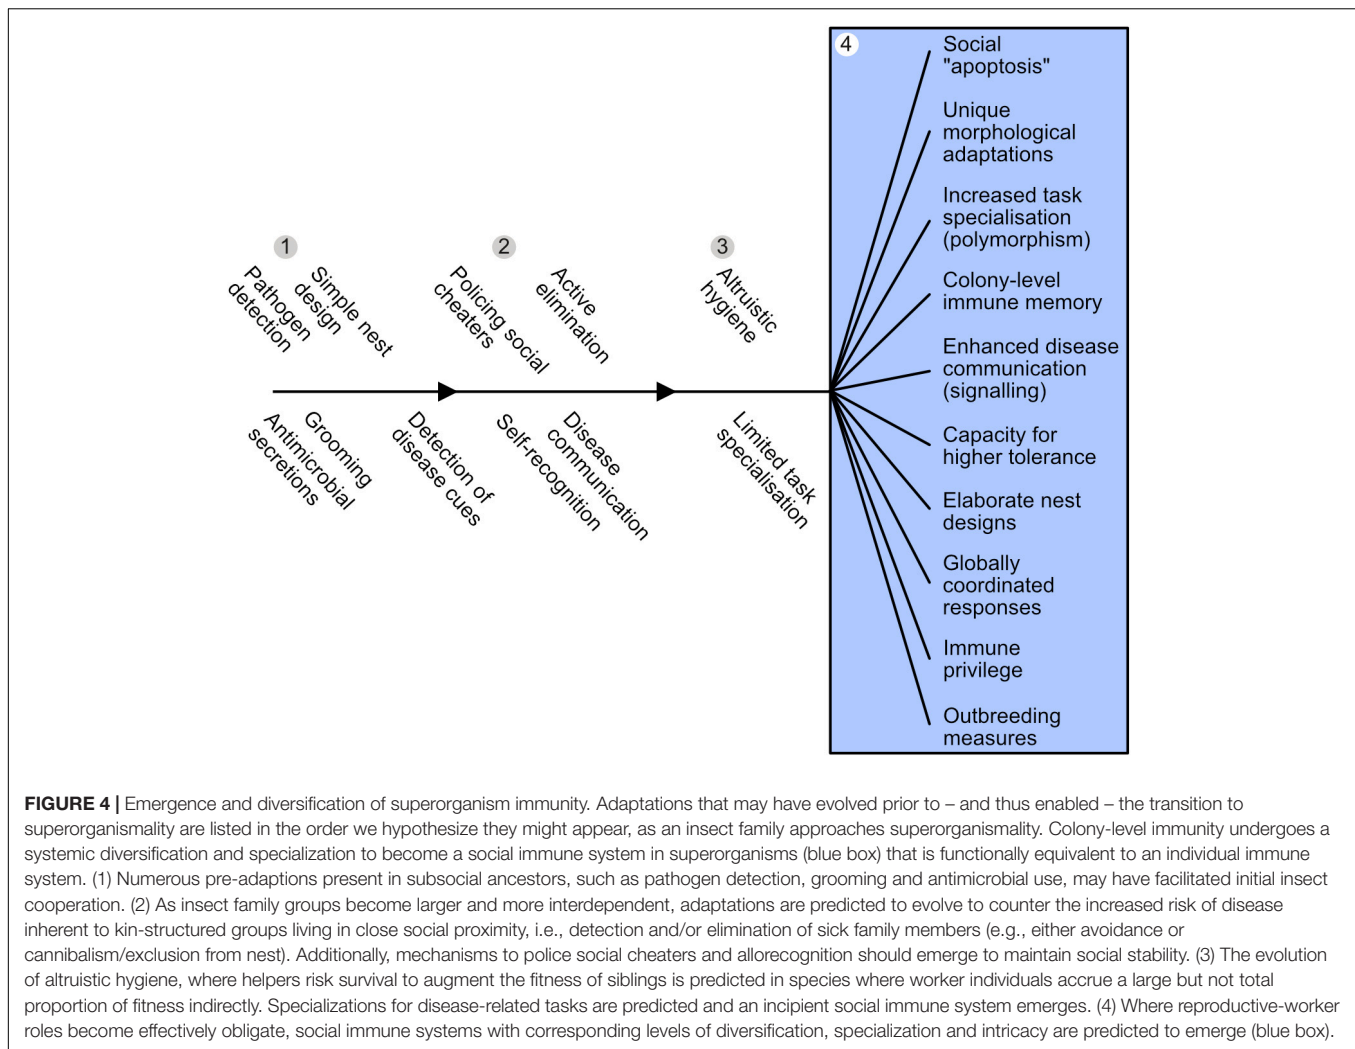 1
Pathogen
detection
Simple nest
design
2
Policing social
cheaters
Active
elimination
3
Altruistic
hygiene
Antimicrobial
secretions
Grooming
Detection of
disease cues
Self-recognition
Disease
communication
Limited task
specialisation
4
Social
"apoptosis"
Unique
morphological
adaptations
Increased task
specialisation
(polymorphism)
Colony-level
immune memory
Enhanced disease
communication
(signalling)
Capacity for
higher tolerance
Elaborate nest
designs
Globally
coordinated
responses
Immune
privilege
Outbreeding
measures
FIGURE 4 | Emergence and diversification of superorganism immunity. Adaptations that may have evolved prior to – and thus enabled – the transition to
superorganismality are listed in the order we hypothesize they might appear, as an insect family approaches superorganismality. Colony-level immunity undergoes a
systemic diversification and specialization to become a social immune system in superorganisms (blue box) that is functionally equivalent to an individual immune
system. (1) Numerous pre-adaptions present in subsocial ancestors, such as pathogen detection, grooming and antimicrobial use, may have facilitated initial insect
cooperation. (2) As insect family groups become larger and more interdependent, adaptations are predicted to evolve to counter the increased risk of disease
inherent to kin-structured groups living in close social proximity, i.e., detection and/or elimination of sick family members (e.g., either avoidance or
cannibalism/exclusion from nest). Additionally, mechanisms to police social cheaters and allorecognition should emerge to maintain social stability. (3) The evolution
of altruistic hygiene, where helpers risk survival to augment the fitness of siblings is predicted in species where worker individuals accrue a large but not total
proportion of fitness indirectly. Specializations for disease-related tasks are predicted and an incipient social immune system emerges. (4) Where reproductive-worker
roles become effectively obligate, social immune systems with corresponding levels of diversification, specialization and intricacy are predicted to emerge (blue box).